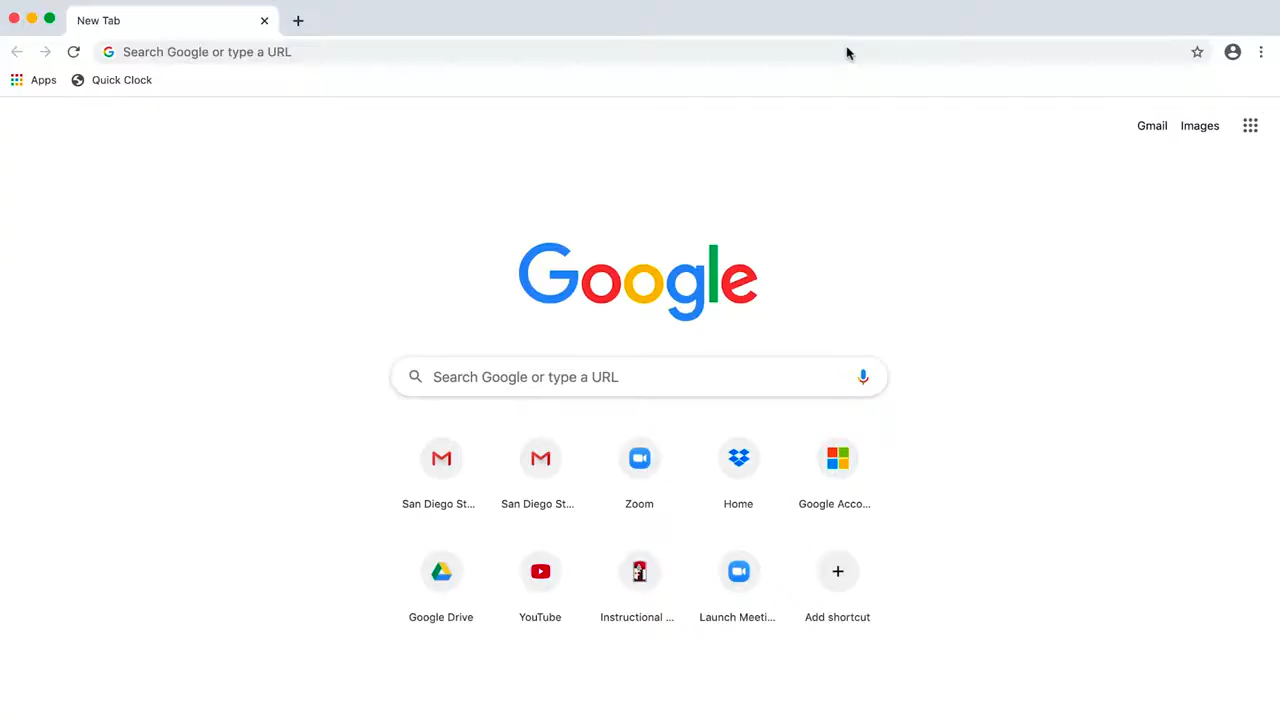 New Tab
Search Google or type a URL
Apps Quick Clock
Gmail Images
Google
Search Google or type a URL
San Diego St... San Diego St... Zoom Home Google Acco...
Google Drive YouTube Instructional ... Launch Meeti... Add shortcut